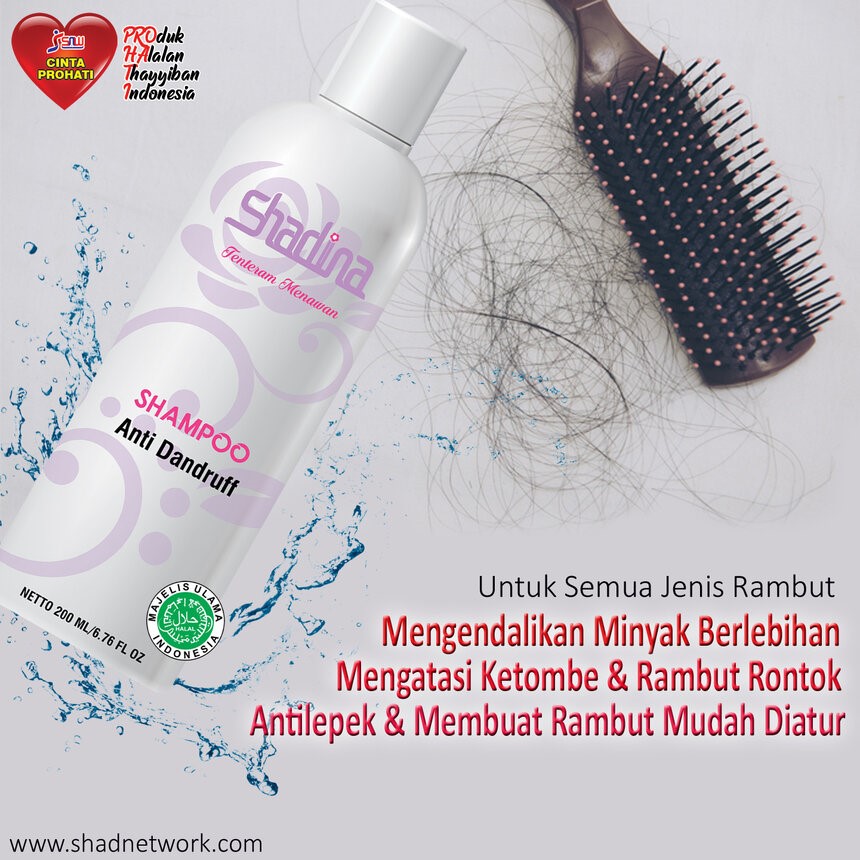 CINTA
PROHATI
PROduk
HAlalan
Thayyiban
Indonesia
Shadina
Tenteram Menawan
SHAMPOO
Anti Dandruff
NETTO 200 ML/6.76 FL OZ
MAJELIS ULAMA
حلال
HALAL
INDONESIA
Untuk Semua Jenis Rambut
Mengendalikan Minyak Berlebihan
Mengatasi Ketombe & Rambut Rontok
Antilepek & Membuat Rambut Mudah Diatur
www.shadnetwork.com